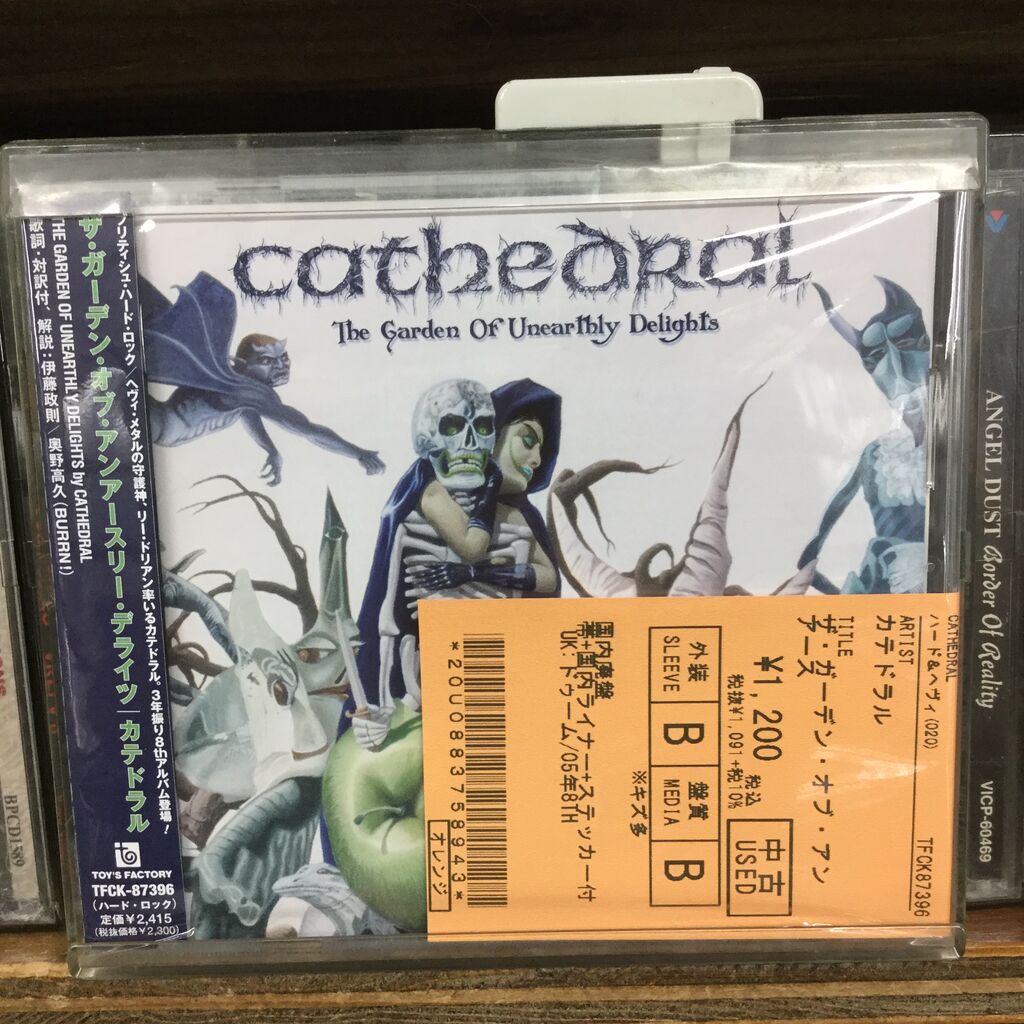 cathedral
The Garden Of Unearthly Delights
ブリティシュ・ハード・ロック/ヘヴィ・メタルの守護神、リー・ドリアン率いるカテドラル。3年振り8thアルバム登場!
ザ・ガーデン・オブ・アンアースリー・デライツ|カテドラル
THE GARDEN OF UNEARTHLY DELIGHTS by CATHEDRAL
歌詞・対訳付、解説:伊藤政則/奥野高久(BURRN!)
TOY'S FACTORY
TFCK-87396
(ハード・ロック)
定価¥2,415
(税抜価格¥2,300)
CATHEDRAL
ハード&ヘヴィ(020)
TFCK87396
ARTIST
カテドラル
TITLE
ザ・ガーデン・オブ・アン
アース
¥1,200 税込
税抜¥1,091+税10%
中古
USED
外装
SLEEVE
B
盤質
MEDIA
B
※キズ多
国内廃盤
帯+国内ライナー+ステッカー付
UK:ドゥーム/05年8TH
*20U0883758943*
オレンジ
ANGEL DUST Border Of Reality
VICP-60469
BPCD1589